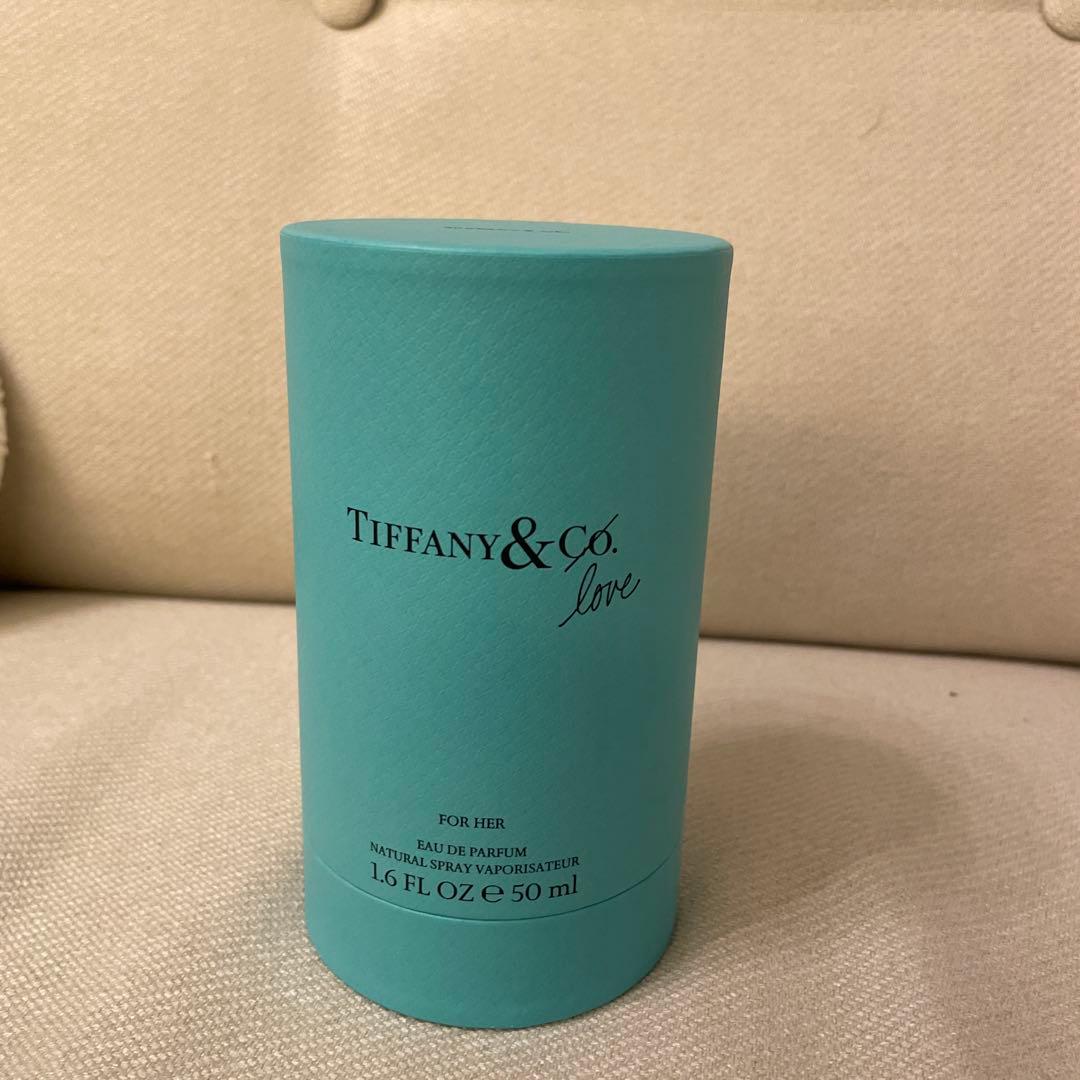 TIFFANY & Co.
love
FOR HER
EAU DE PARFUM
NATURAL SPRAY VAPORISATEUR
1.6 FL OZ ℮ 50 ml